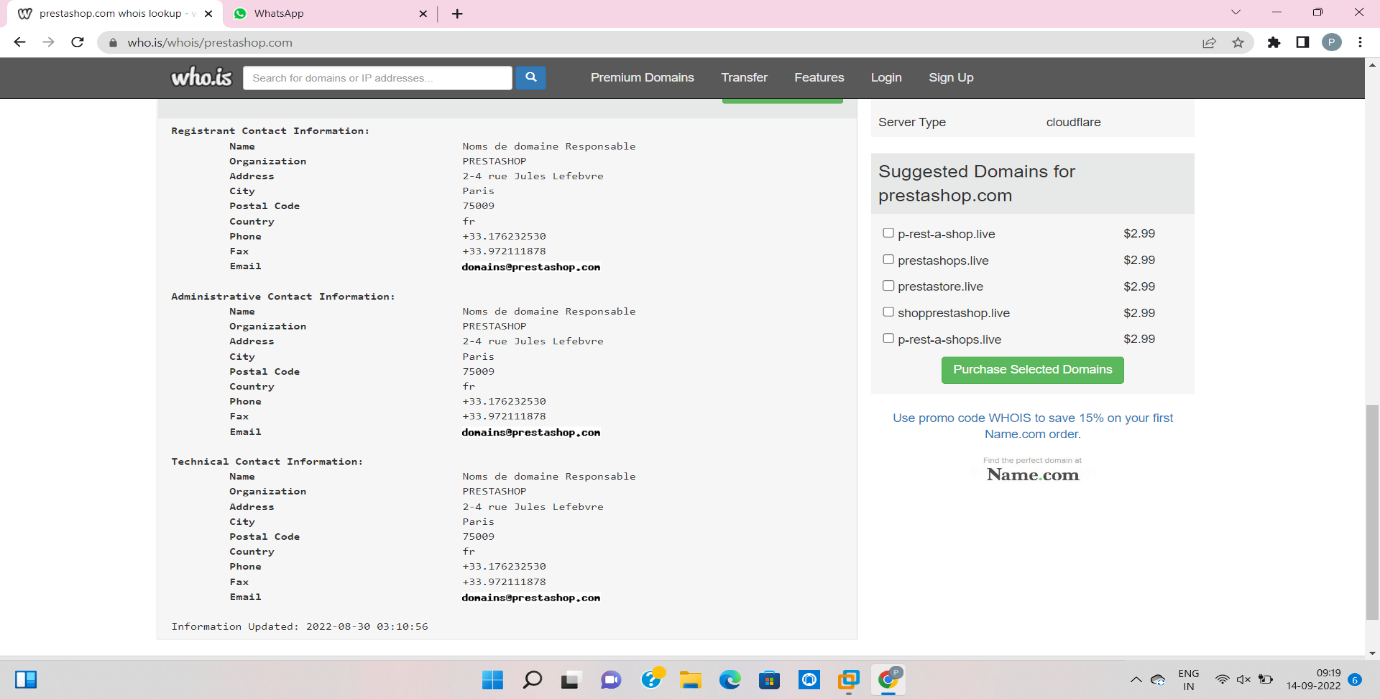 prestashop.com whois lookup - w
WhatsApp
who.is/whois/prestashop.com
P
who.is
Search for domains or IP addresses...
Premium Domains
Transfer
Features
Login
Sign Up
Registrant Contact Information:
Name Noms de domaine Responsable
Organization PRESTASHOP
Address 2-4 rue Jules Lefebvre
City Paris
Postal Code 75009
Country fr
Phone +33.176232530
Fax +33.972111878
Email domains@prestashop.com
Administrative Contact Information:
Name Noms de domaine Responsable
Organization PRESTASHOP
Address 2-4 rue Jules Lefebvre
City Paris
Postal Code 75009
Country fr
Phone +33.176232530
Fax +33.972111878
Email domains@prestashop.com
Technical Contact Information:
Name Noms de domaine Responsable
Organization PRESTASHOP
Address 2-4 rue Jules Lefebvre
City Paris
Postal Code 75009
Country fr
Phone +33.176232530
Fax +33.972111878
Email domains@prestashop.com
Information Updated: 2022-08-30 03:10:56
Server Type cloudflare
Suggested Domains for
prestashop.com
p-rest-a-shop.live $2.99
prestashops.live $2.99
prestastore.live $2.99
shopprestashop.live $2.99
p-rest-a-shops.live $2.99
Purchase Selected Domains
Use promo code WHOIS to save 15% on your first
Name.com order.
Find the perfect domain at
Name.com
P
ENG
IN
09:19
14-09-2022
6